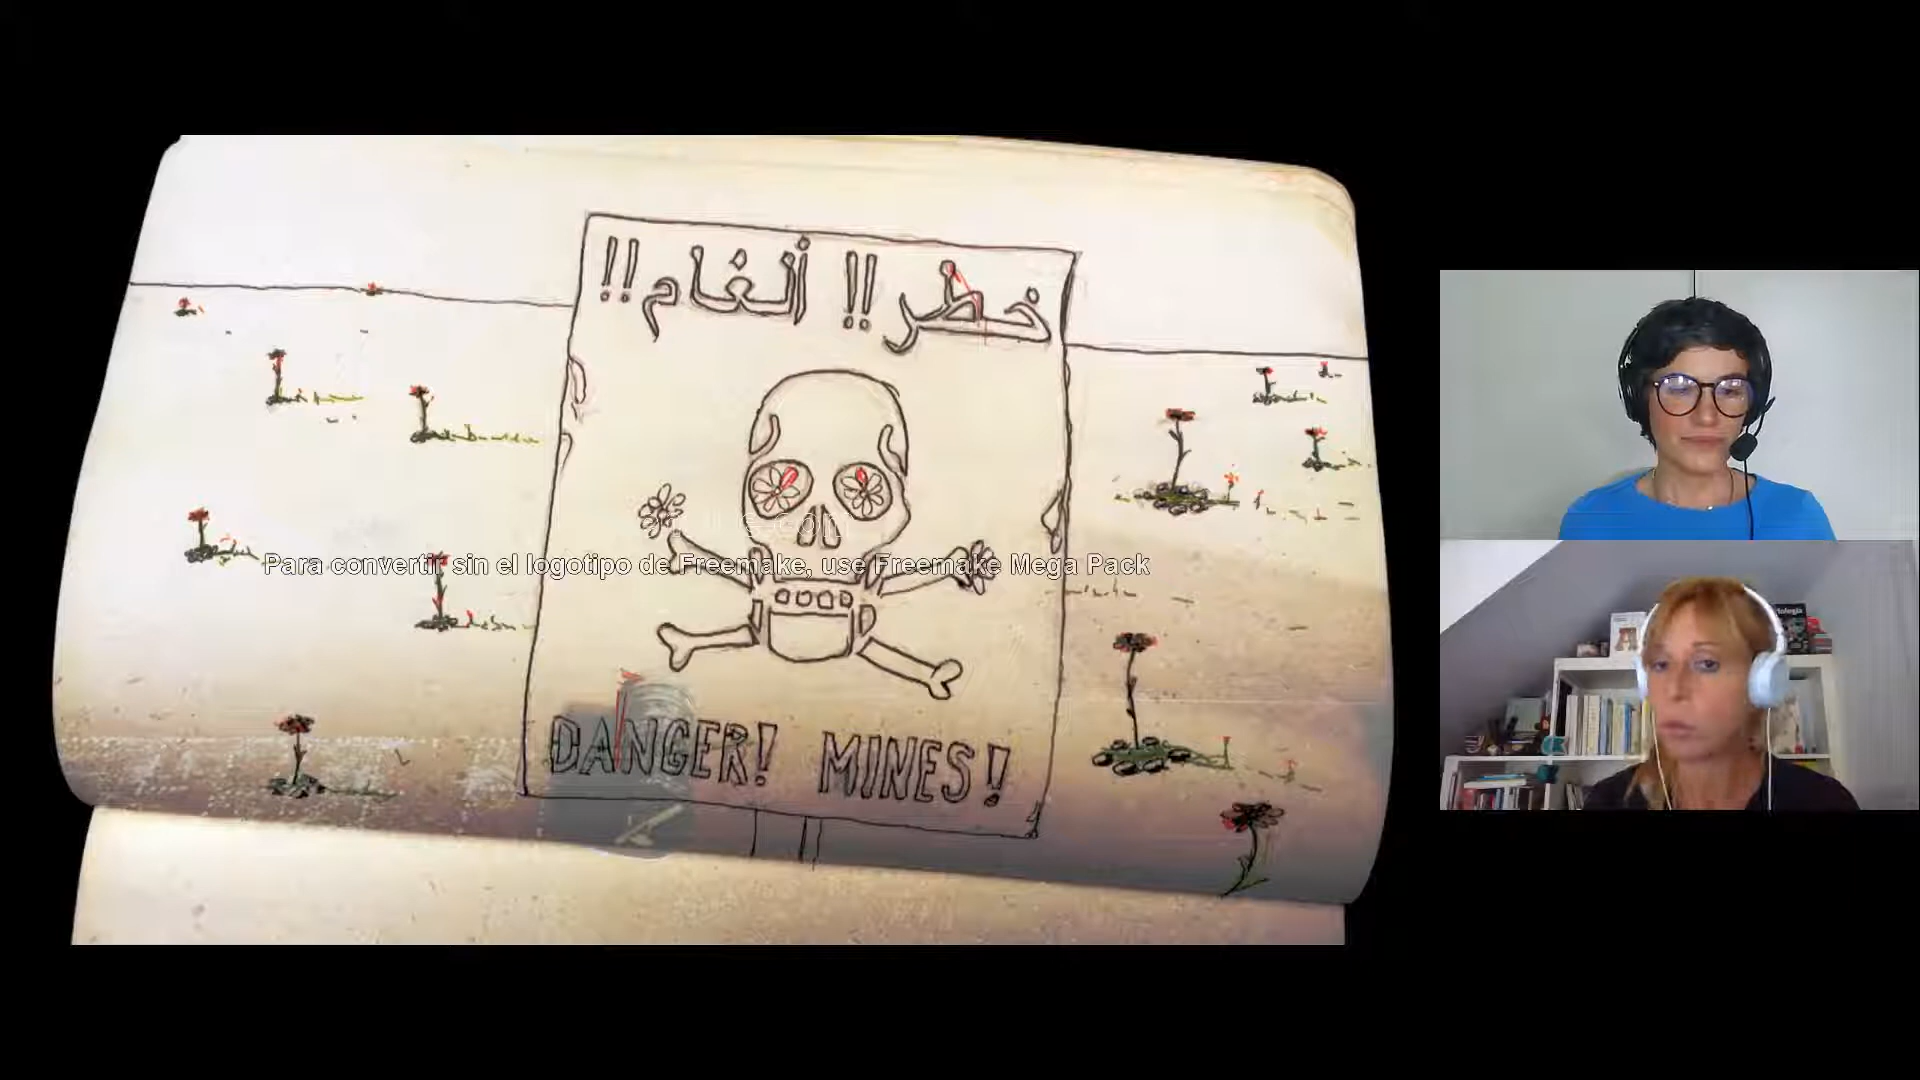 خطر!! ألغام!!
Para convertir sin el logotipo de Freemake, use Freemake Mega Pack
DANGER! MINES!